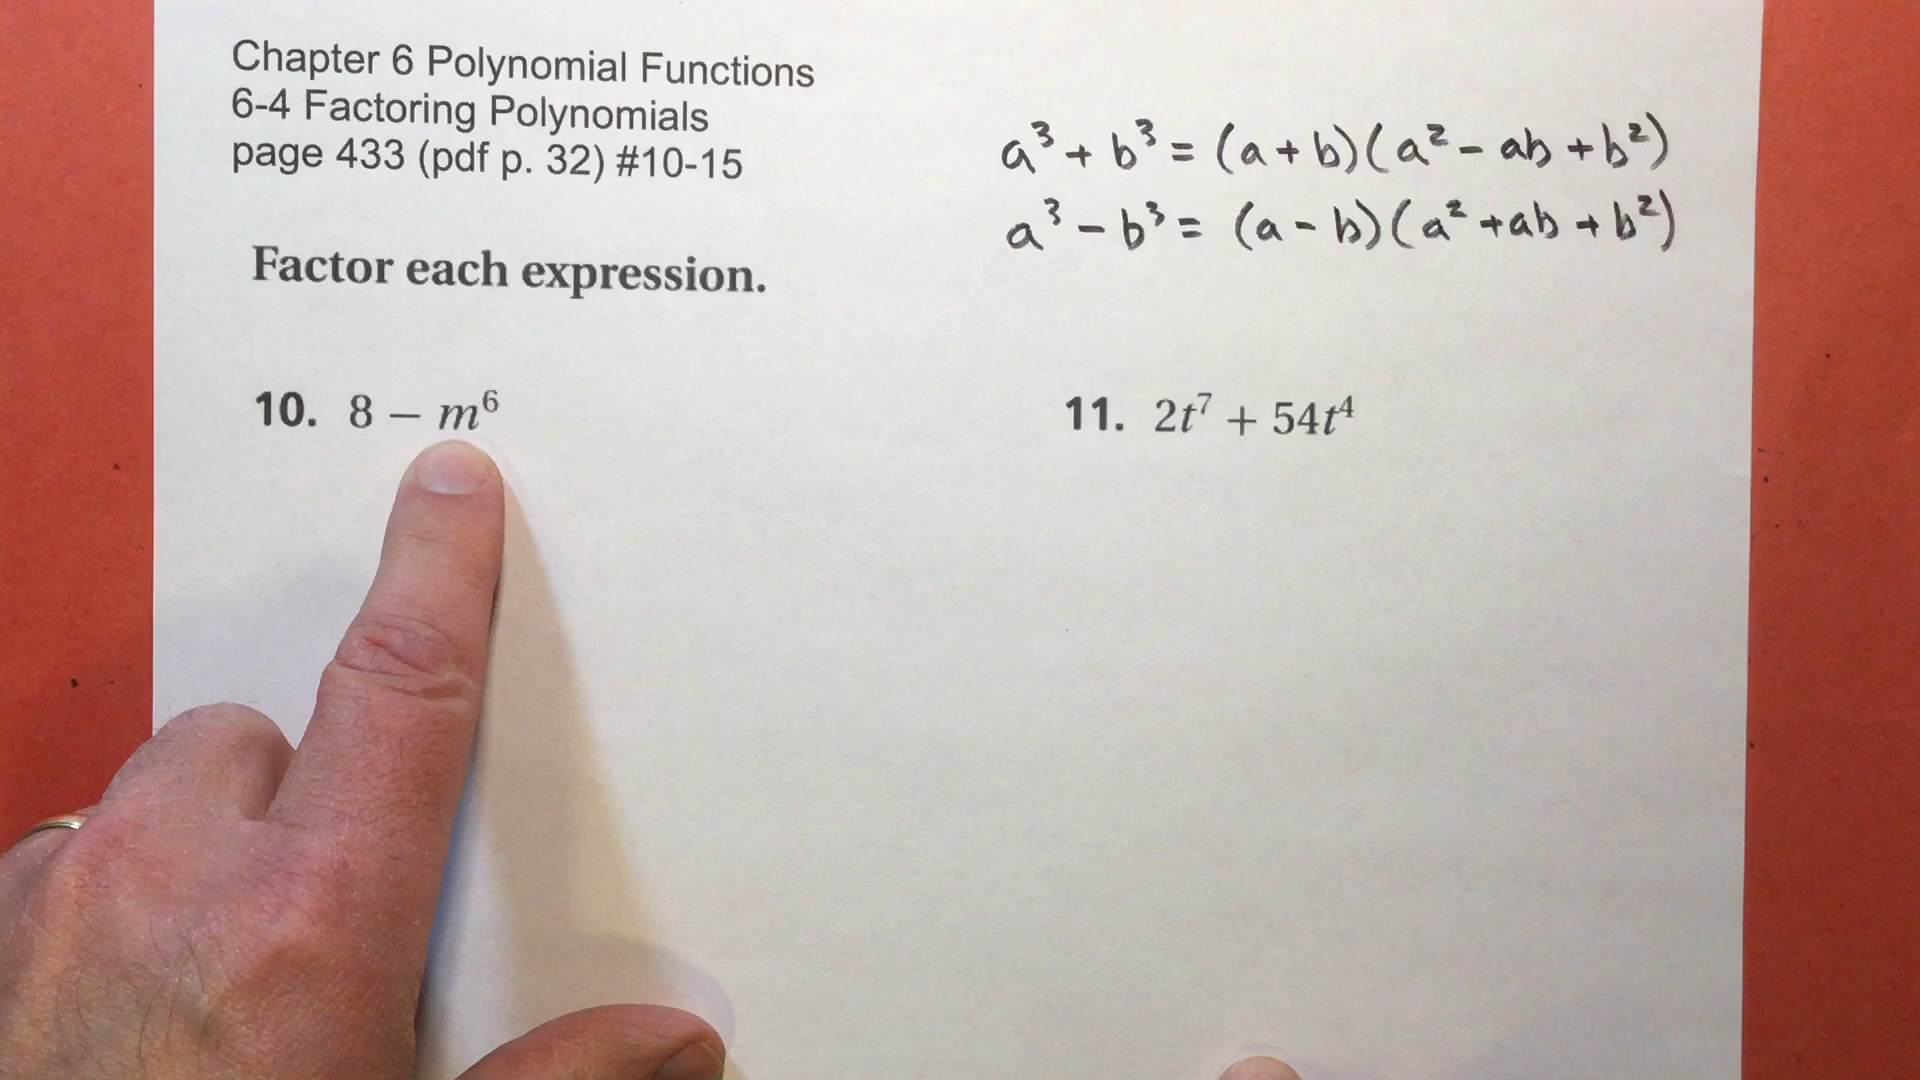 Chapter 6 Polynomial Functions
6-4 Factoring Polynomials
page 433 (pdf p. 32) #10-15
a³ + b³ = (a + b)(a² - ab + b²)
a³ - b³ = (a - b)(a² + ab + b²)
Factor each expression.
10. 8 − m⁶
11. 2t⁷ + 54t⁴